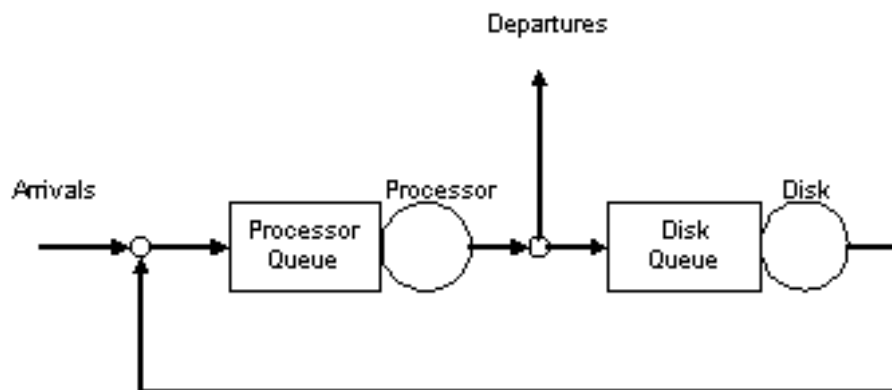 Departures
Arrivals
Processor
Disk
Processor
Queue
Disk
Queue